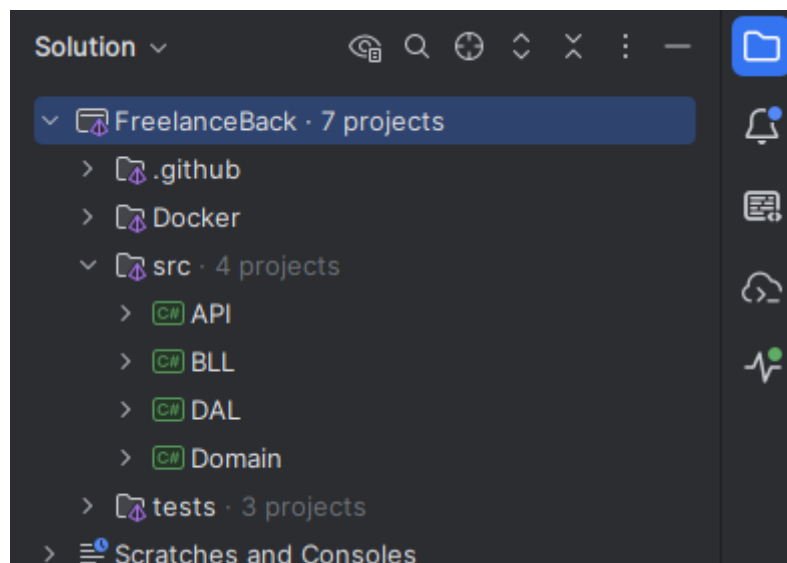 Solution
FreelanceBack · 7 projects
.github
Docker
src · 4 projects
C# API
C# BLL
C# DAL
C# Domain
tests · 3 projects
Scratches and Consoles